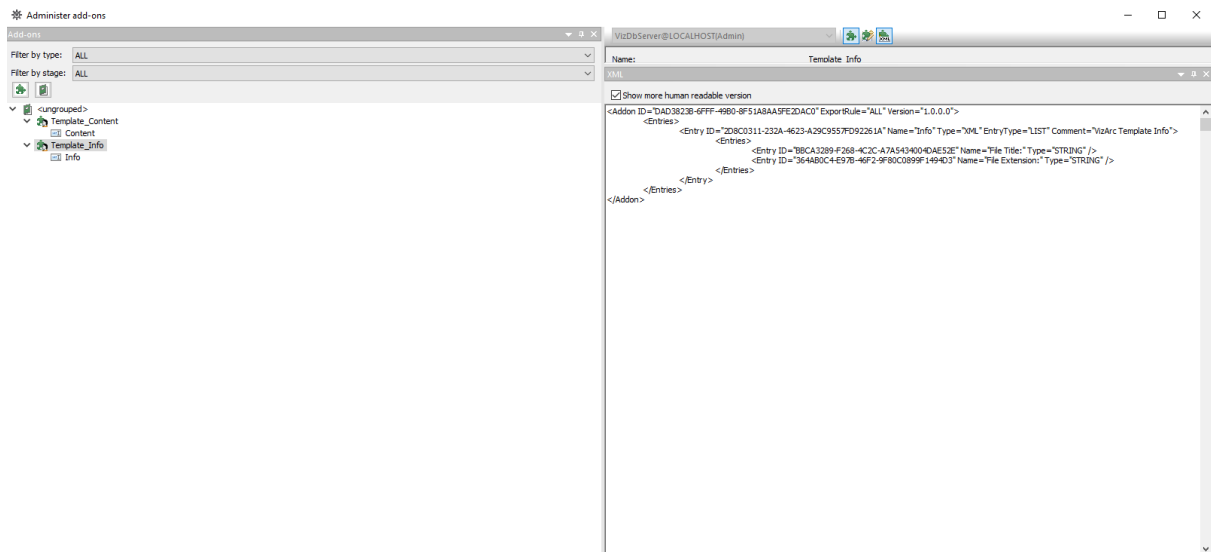 Administer add-ons
Add-ons
Filter by type: ALL
Filter by stage: ALL
<ungrouped>
Template_Content
Content
Template_Info
Info
VizDbServer@LOCALHOST(Admin)
XML
Name: Template_Info
XML
Show more human readable version
<Addon ID="DAD3823B-6FFF-49B0-8F51A8AA5FE2DAC0" ExportRule="ALL" Version="1.0.0.0">
<Entries>
<Entry ID="2D8C0311-232A-4623-A29C9557FD92261A" Name="Info" Type="XML" EntryType="LIST" Comment="VizArc Template Info">
<Entries>
<Entry ID="BBCA3289-F268-4C2C-A7A5434004DAE52E" Name="File Title:" Type="STRING" />
<Entry ID="364AB0C4-E97B-46F2-9F80C0899F1494D3" Name="File Extension:" Type="STRING" />
</Entries>
</Entry>
</Entries>
</Addon>